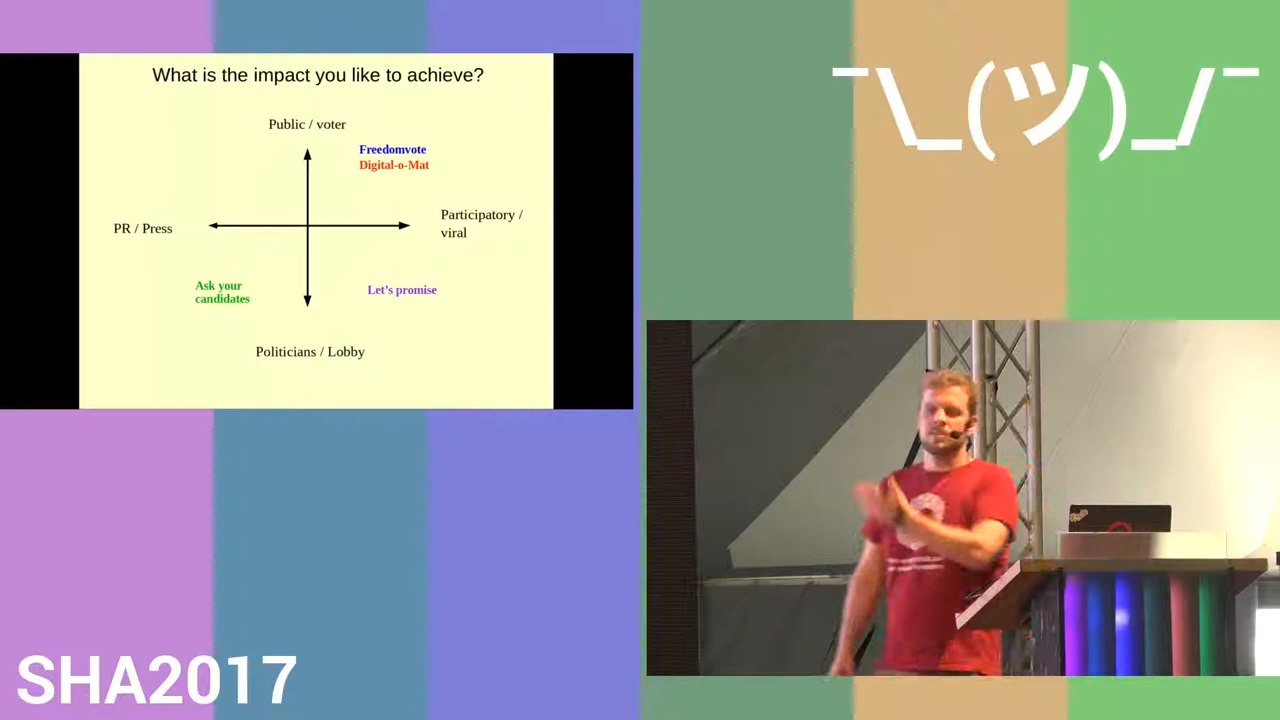 What is the impact you like to achieve?
Public / voter
Freedomvote
Digital-o-Mat
PR / Press
Participatory /
viral
Ask your
candidates
Let's promise
Politicians / Lobby
¯\_(ツ)_/¯
SHA2017